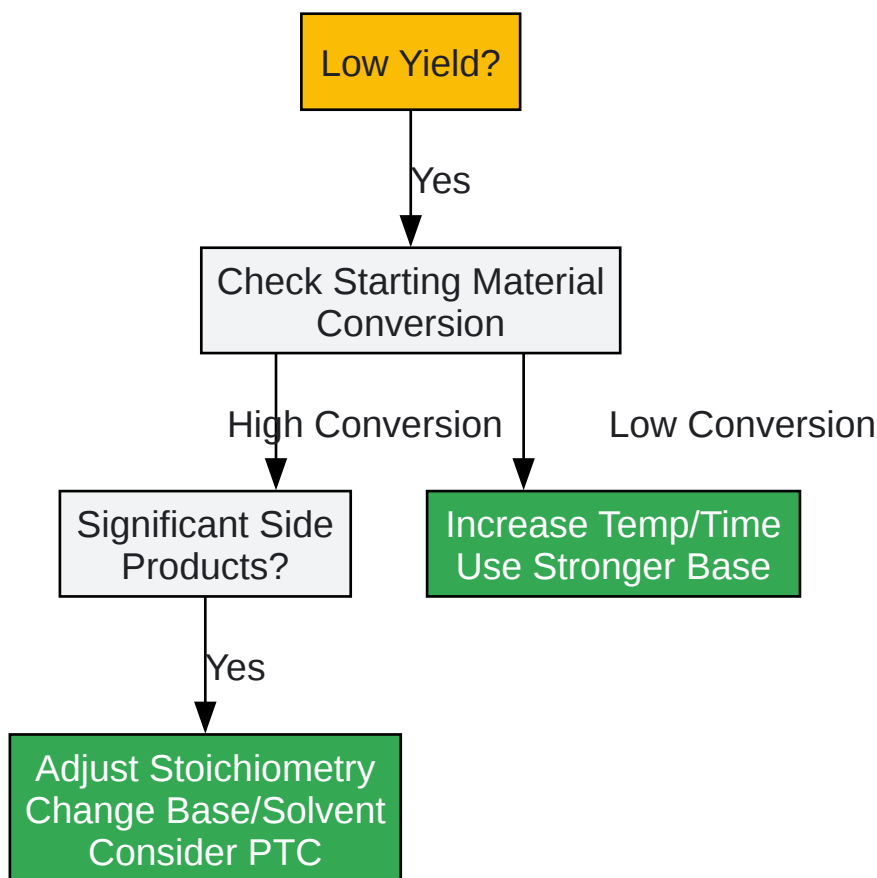 Low Yield?
Yes
Check Starting Material
Conversion
High Conversion
Low Conversion
Significant Side
Products?
Increase Temp/Time
Use Stronger Base
Yes
Adjust Stoichiometry
Change Base/Solvent
Consider PTC